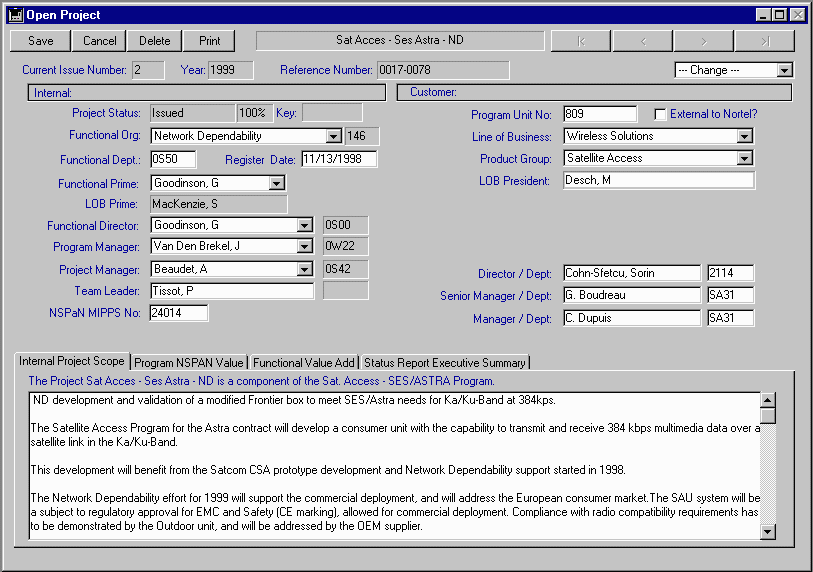 Open Project
Save Cancel Delete Print Sat Acces - Ses Astra - ND |< < > >|
Current Issue Number: 2 Year: 1999 Reference Number: 0017-0078 --- Change ---
Internal: Customer:
Project Status: Issued 100% Key: Program Unit No: 809 External to Nortel?
Functional Org: Network Dependability 146 Line of Business: Wireless Solutions
Functional Dept.: 0S50 Register Date: 11/13/1998 Product Group: Satellite Access
Functional Prime: Goodinson, G LOB President: Desch, M
LOB Prime: MacKenzie, S
Functional Director: Goodinson, G 0S00
Program Manager: Van Den Brekel, J 0W22
Project Manager: Beaudet, A 0S42 Director / Dept: Cohn-Sfetcu, Sorin 2114
Team Leader: Tissot, P Senior Manager / Dept: G. Boudreau SA31
NSPaN MIPPS No: 24014 Manager / Dept: C. Dupuis SA31
Internal Project Scope Program NSPAN Value Functional Value Add Status Report Executive Summary
The Project Sat Acces - Ses Astra - ND is a component of the Sat. Access - SES/ASTRA Program.
ND development and validation of a modified Frontier box to meet SES/Astra needs for Ka/Ku-Band at 384kps.
The Satellite Access Program for the Astra contract will develop a consumer unit with the capability to transmit and receive 384 kbps multimedia data over a
satellite link in the Ka/Ku-Band.
This development will benefit from the Satcom CSA prototype development and Network Dependability support started in 1998.
The Network Dependability effort for 1999 will support the commercial deployment, and will address the European consumer market.The SAU system will be
a subject to regulatory approval for EMC and Safety (CE marking), allowed for commercial deployment. Compliance with radio compatibility requirements has
to be demonstrated by the Outdoor unit, and will be addressed by the OEM supplier.